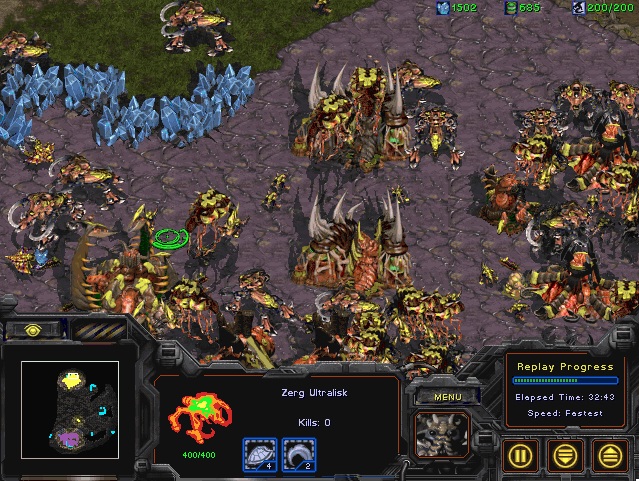 1502 685 200/200
Zerg Ultralisk
Kills: 0
400/400
4 2
MENU
Replay Progress
Elapsed Time: 32:43
Speed: Fastest